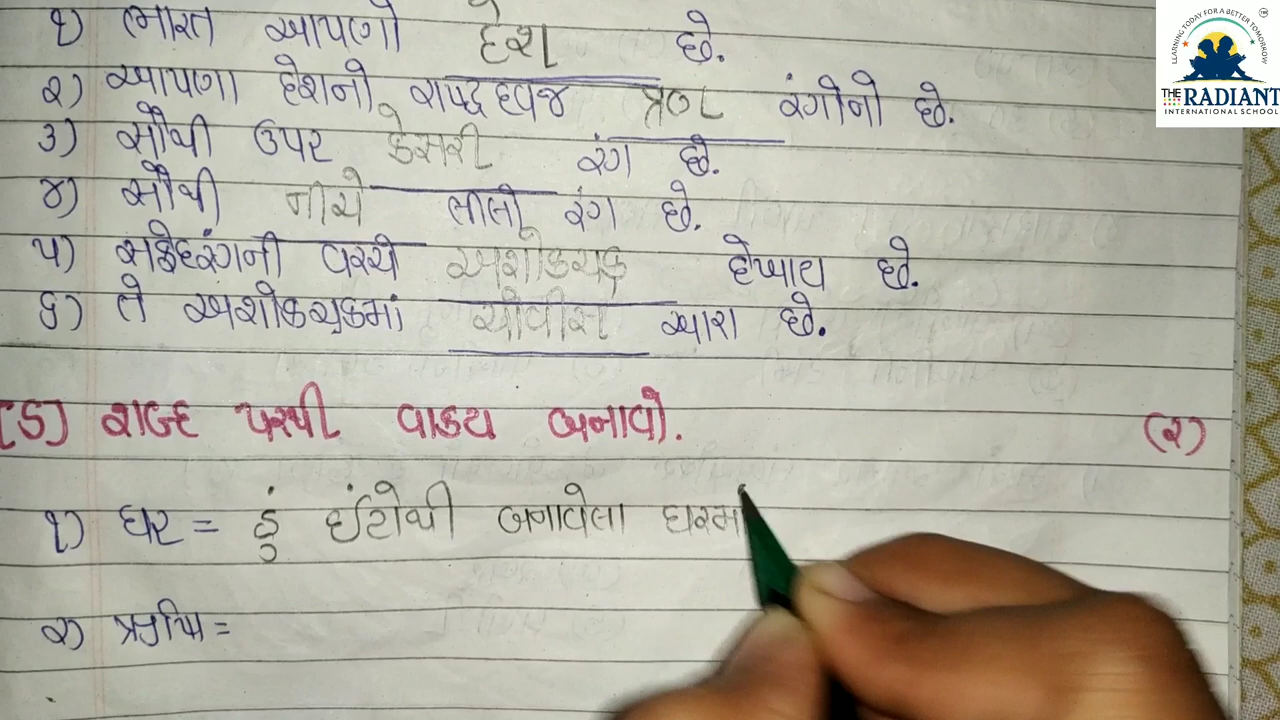 ૧) ભારત આપણો દેશ છે.
૨) આપણા દેશનો રાષ્ટ્રધ્વજ ત્રણ રંગોનો છે.
૩) સૌથી ઉપર કેસરી રંગ છે.
૪) સૌથી નીચે લીલો રંગ છે.
૫) સફેદરંગની વચ્ચે અશોકચક્ર દેખાય છે.
૬) તે અશોકચક્રમાં ચોવીસ આરા છે.
[ડ] શબ્દ પરથી વાક્ય બનાવો. (૨)
૧) ઘર = હું ઈંટોથી બનાવેલા ઘરમાં
૨) ઋષિ =
LEARNING TODAY FOR A BETTER TOMORROW
THE RADIANT
INTERNATIONAL SCHOOL